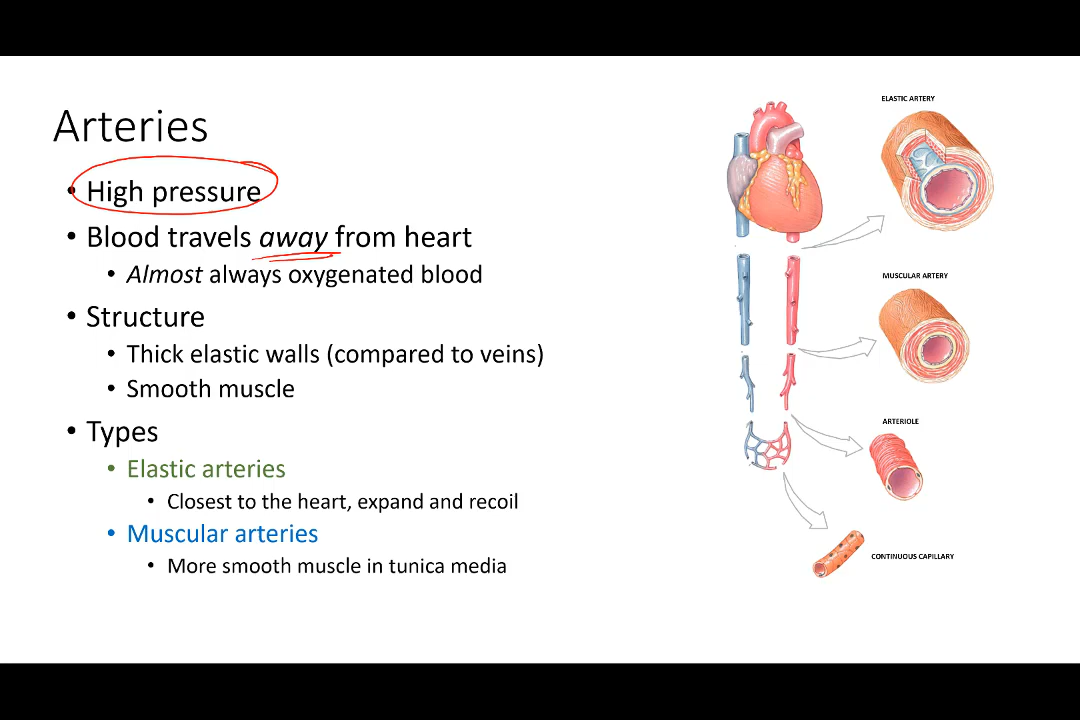 Arteries
• High pressure
• Blood travels away from heart
• Almost always oxygenated blood
• Structure
• Thick elastic walls (compared to veins)
• Smooth muscle
• Types
• Elastic arteries
• Closest to the heart, expand and recoil
• Muscular arteries
• More smooth muscle in tunica media
ELASTIC ARTERY
MUSCULAR ARTERY
ARTERIOLE
CONTINUOUS CAPILLARY